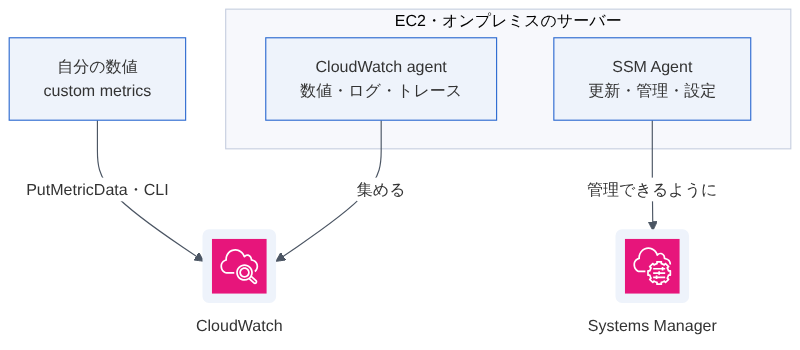 EC2・オンプレミスのサーバー
自分の数値
custom metrics
CloudWatch agent
数値・ログ・トレース
SSM Agent
更新・管理・設定
PutMetricData・CLI
集める
管理できるように
CloudWatch
Systems Manager